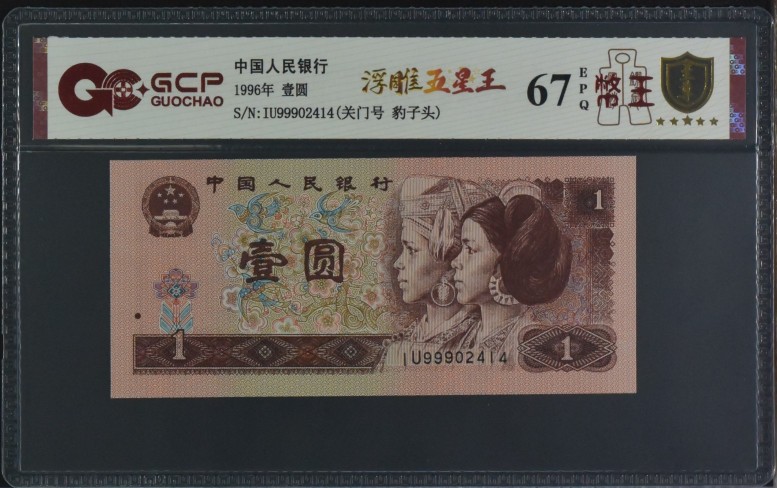 GCP
GUOCHAO
中国人民银行
1996年 壹圆
S/N:IU99902414(关门号 豹子头)
浮雕五星王
67
EPQ
中国人民银行
1
壹圆
1
IU99902414
1